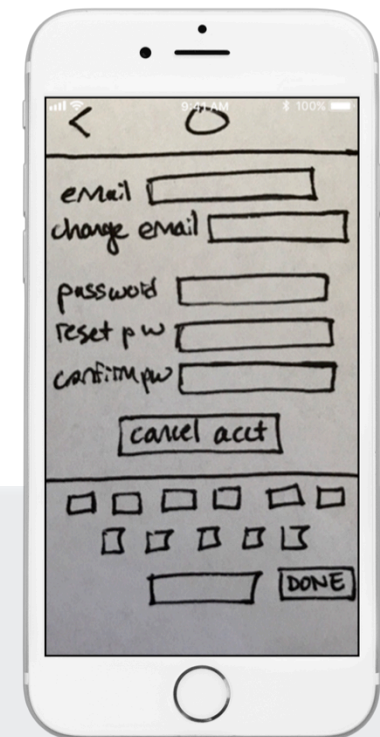 9:41 AM 100%
email
change email
password
reset pw
confirm pw
cancel acct
DONE